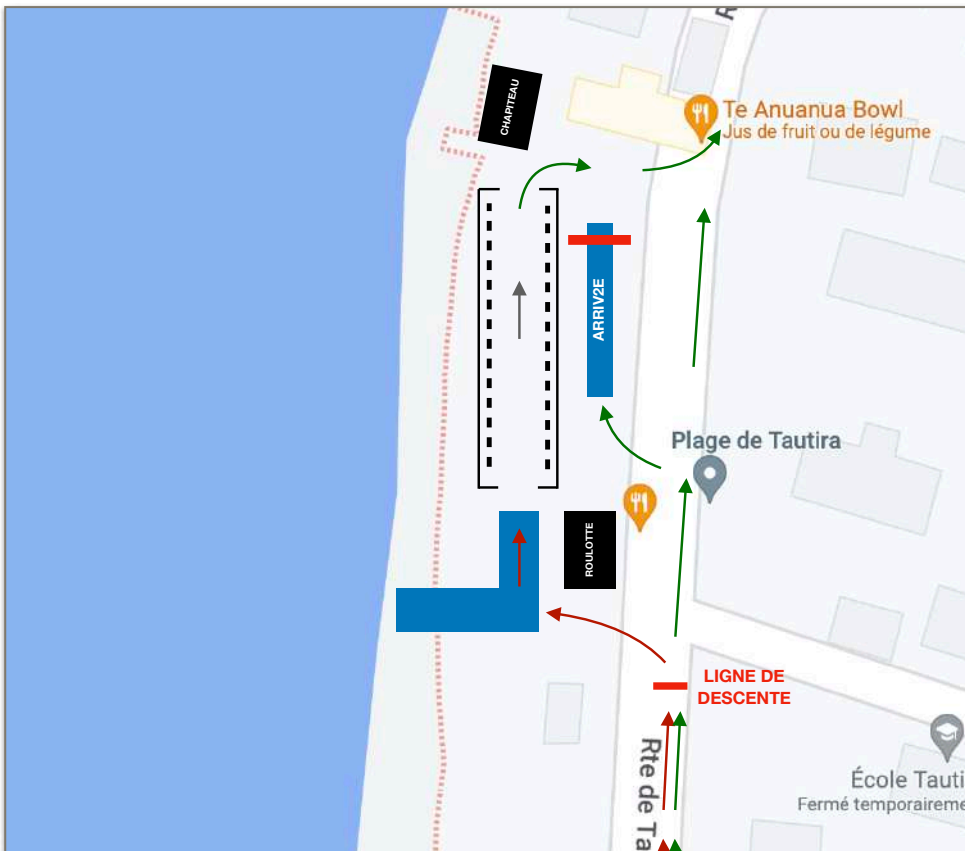 R
CHAPITEAU
Te Anuanua Bowl
Jus de fruit ou de légume
ARRIV2E
Plage de Tautira
ROULOTTE
LIGNE DE
DESCENTE
Rte de Ta
École Tauti
Fermé temporaireme